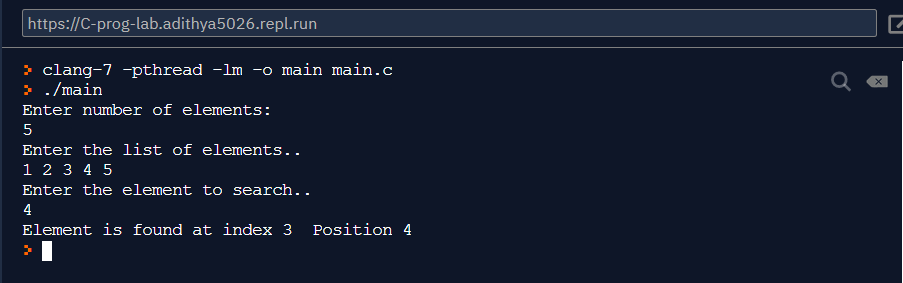 https://C-prog-lab.adithya5026.repl.run
> clang-7 -pthread -lm -o main main.c
> ./main
Enter number of elements:
5
Enter the list of elements..
1 2 3 4 5
Enter the element to search..
4
Element is found at index 3  Position 4
>